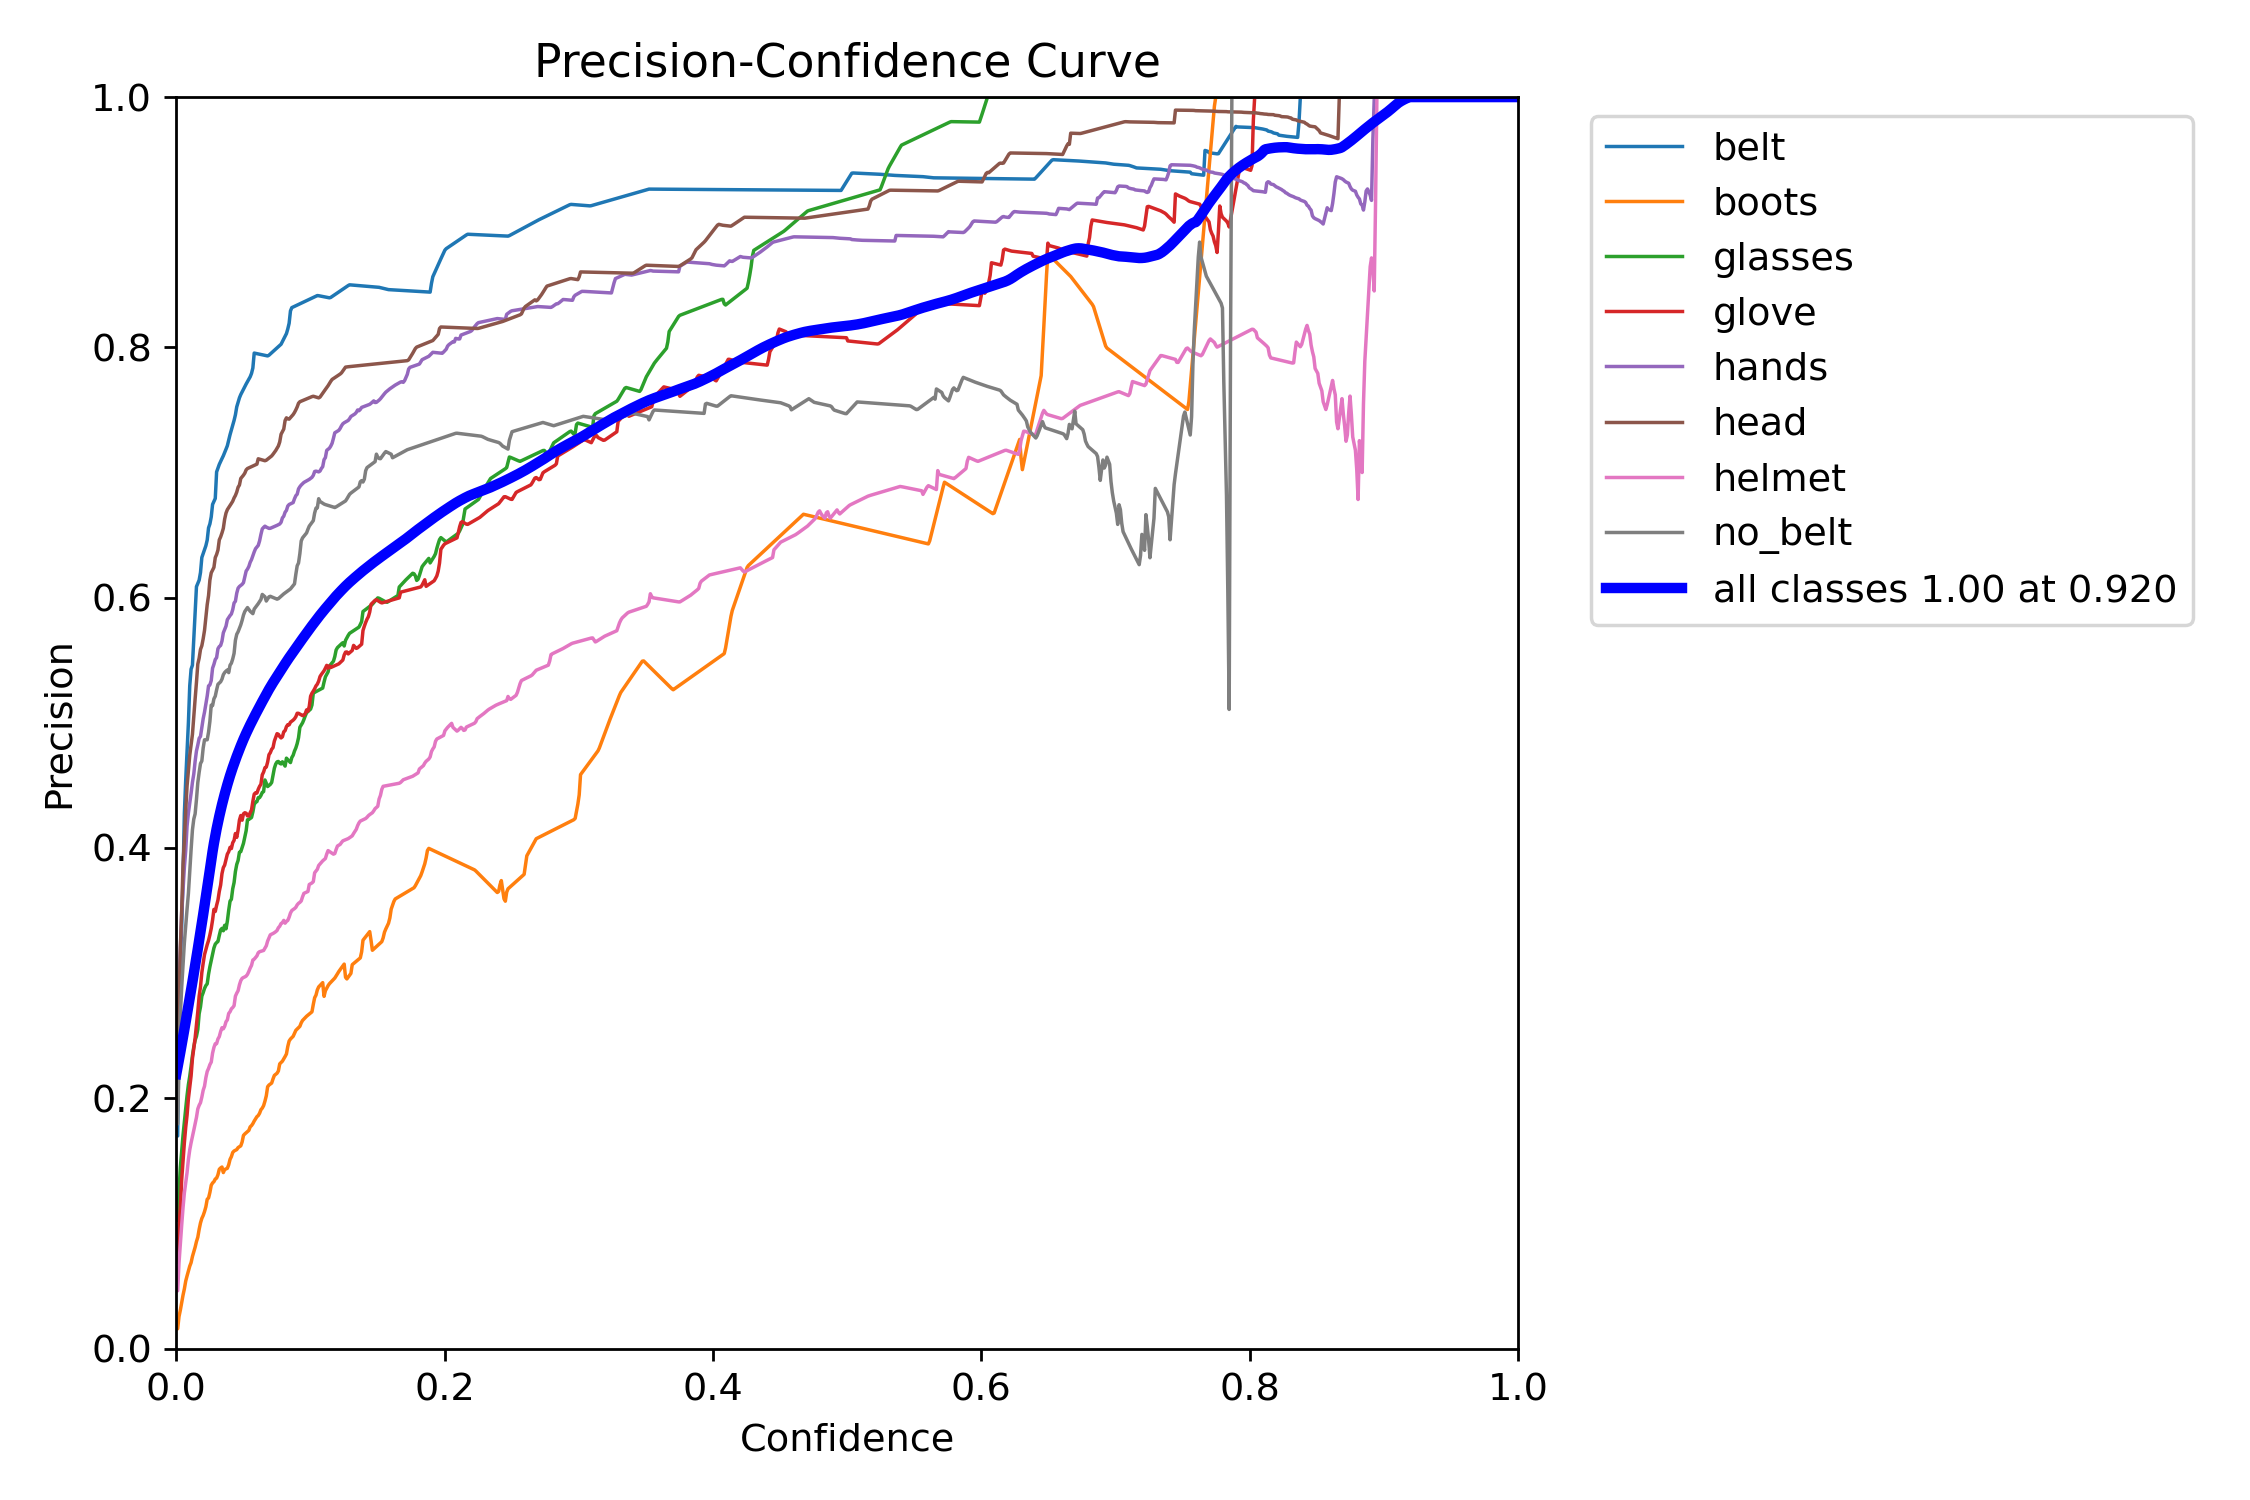 Precision-Confidence Curve
1.0
0.8
0.6
0.4
0.2
0.0
Precision
0.0 0.2 0.4 0.6 0.8 1.0
Confidence
belt
boots
glasses
glove
hands
head
helmet
no_belt
all classes 1.00 at 0.920